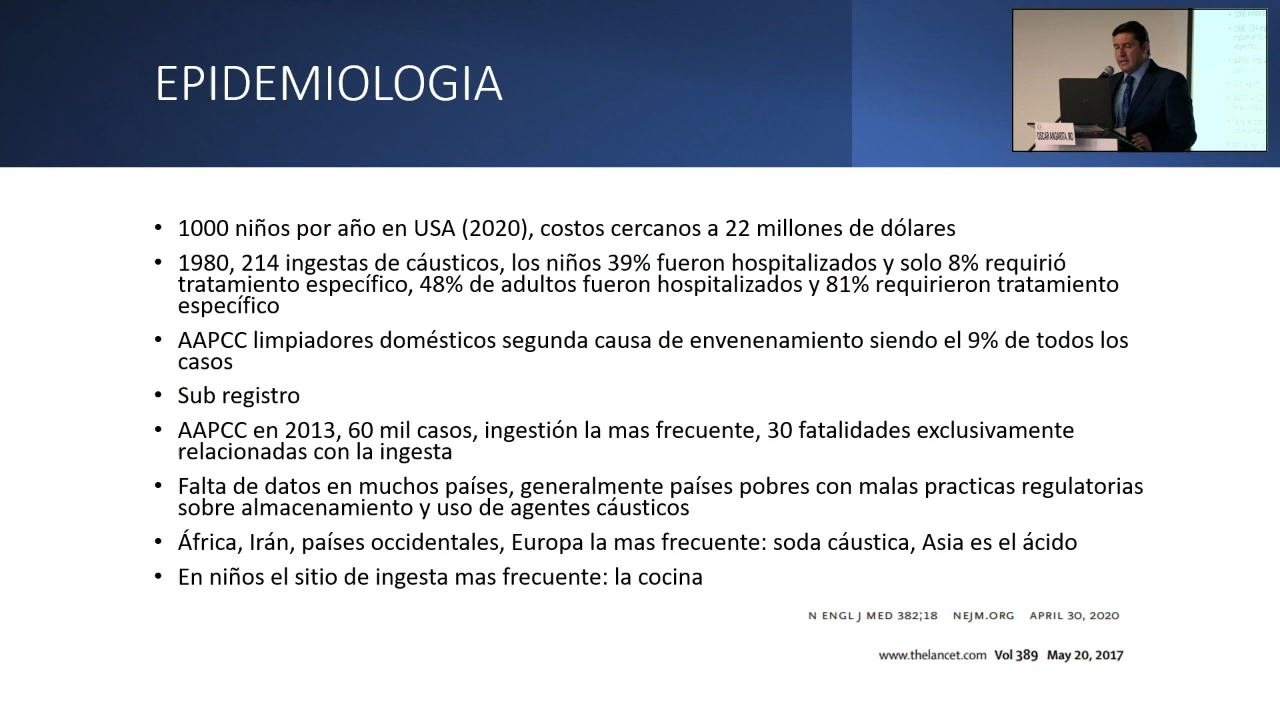 EPIDEMIOLOGIA
OSCAR ANGARITA, MD
• 1000 niños por año en USA (2020), costos cercanos a 22 millones de dólares
• 1980, 214 ingestas de cáusticos, los niños 39% fueron hospitalizados y solo 8% requirió
tratamiento específico, 48% de adultos fueron hospitalizados y 81% requirieron tratamiento
específico
• AAPCC limpiadores domésticos segunda causa de envenenamiento siendo el 9% de todos los
casos
• Sub registro
• AAPCC en 2013, 60 mil casos, ingestión la mas frecuente, 30 fatalidades exclusivamente
relacionadas con la ingesta
• Falta de datos en muchos países, generalmente países pobres con malas practicas regulatorias
sobre almacenamiento y uso de agentes cáusticos
• África, Irán, países occidentales, Europa la mas frecuente: soda cáustica, Asia es el ácido
• En niños el sitio de ingesta mas frecuente: la cocina
N ENGL J MED 382;18 NEJM.ORG APRIL 30, 2020
www.thelancet.com Vol 389 May 20, 2017